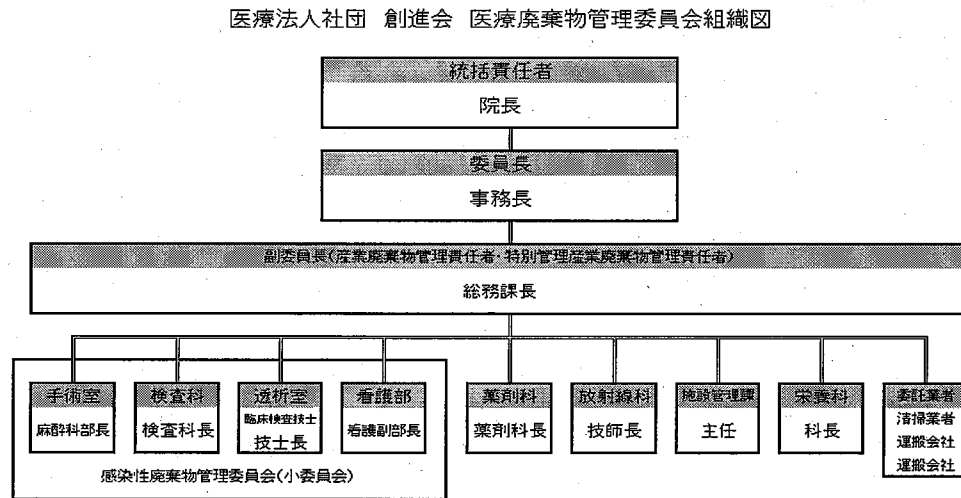 医療法人社団 創進会 医療廃棄物管理委員会組織図
統括責任者
院長
委員長
事務長
副委員長(産業廃棄物管理責任者・特別管理産業廃棄物管理責任者)
総務課長
手術室
麻酔科部長
検査科
検査科長
透析室
臨床検査技士
技士長
看護部
看護副部長
薬剤科
薬剤科長
放射線科
技師長
施設管理課
主任
栄養科
科長
委託業者
清掃業者
運搬会社
運搬会社
感染性廃棄物管理委員会(小委員会)